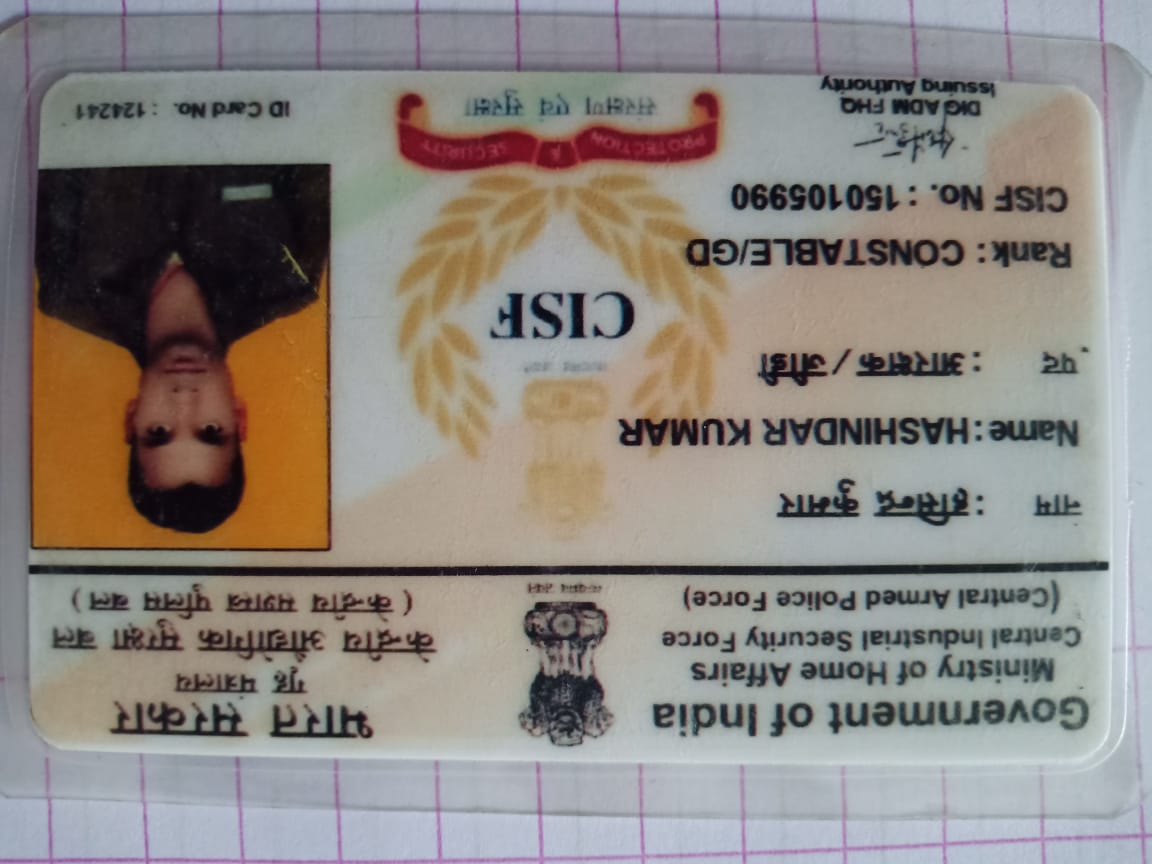 भारत सरकार
गृह मंत्रालय
केन्द्रीय औद्योगिक सुरक्षा बल
( केन्द्रीय सशस्त्र पुलिस बल )
सत्यमेव जयते
Government of India
Ministry of Home Affairs
Central Industrial Security Force
(Central Armed Police Force)
नाम : हसिन्द्र कुमार
Name : HASHINDAR KUMAR
पद : आरक्षक / जीडी
Rank : CONSTABLE/GD
CISF No. : 150105990
सत्यमेव जयते
CISF
PROTECTION & SECURITY
संरक्षण एवं सुरक्षा
ID Card No. : 124241
DIG ADM FHQ
Issuing Authority